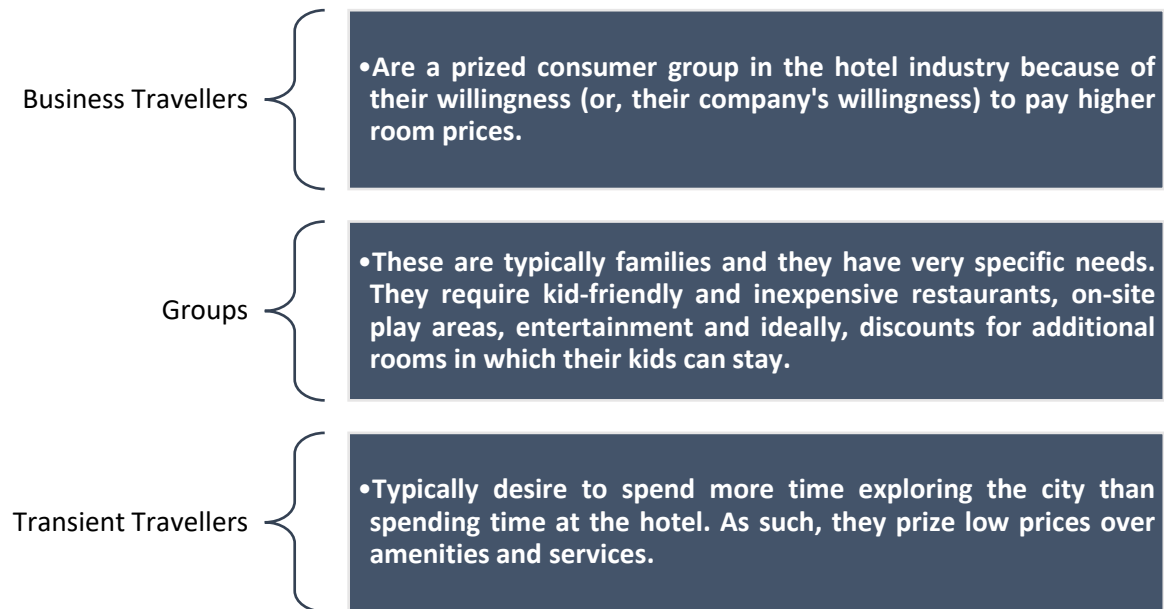 Business Travellers
•Are a prized consumer group in the hotel industry because of
their willingness (or, their company's willingness) to pay higher
room prices.
Groups
•These are typically families and they have very specific needs.
They require kid-friendly and inexpensive restaurants, on-site
play areas, entertainment and ideally, discounts for additional
rooms in which their kids can stay.
Transient Travellers
•Typically desire to spend more time exploring the city than
spending time at the hotel. As such, they prize low prices over
amenities and services.